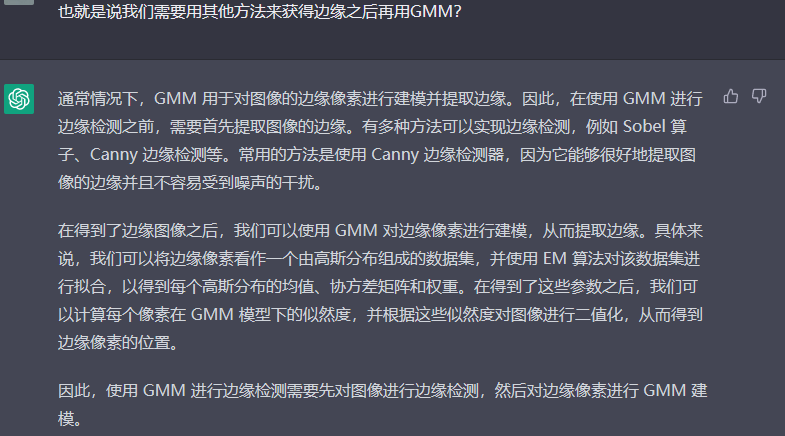 也就是说我们需要用其他方法来获得边缘之后再用GMM?
通常情况下，GMM 用于对图像的边缘像素进行建模并提取边缘。因此，在使用 GMM 进行
边缘检测之前，需要首先提取图像的边缘。有多种方法可以实现边缘检测，例如 Sobel 算
子、Canny 边缘检测等。常用的方法是使用 Canny 边缘检测器，因为它能够很好地提取图
像的边缘并且不容易受到噪声的干扰。
在得到了边缘图像之后，我们可以使用 GMM 对边缘像素进行建模，从而提取边缘。具体来
说，我们可以将边缘像素看作一个由高斯分布组成的数据集，并使用 EM 算法对该数据集进
行拟合，以得到每个高斯分布的均值、协方差矩阵和权重。在得到了这些参数之后，我们可
以计算每个像素在 GMM 模型下的似然度，并根据这些似然度对图像进行二值化，从而得到
边缘像素的位置。
因此，使用 GMM 进行边缘检测需要先对图像进行边缘检测，然后对边缘像素进行 GMM 建
模。